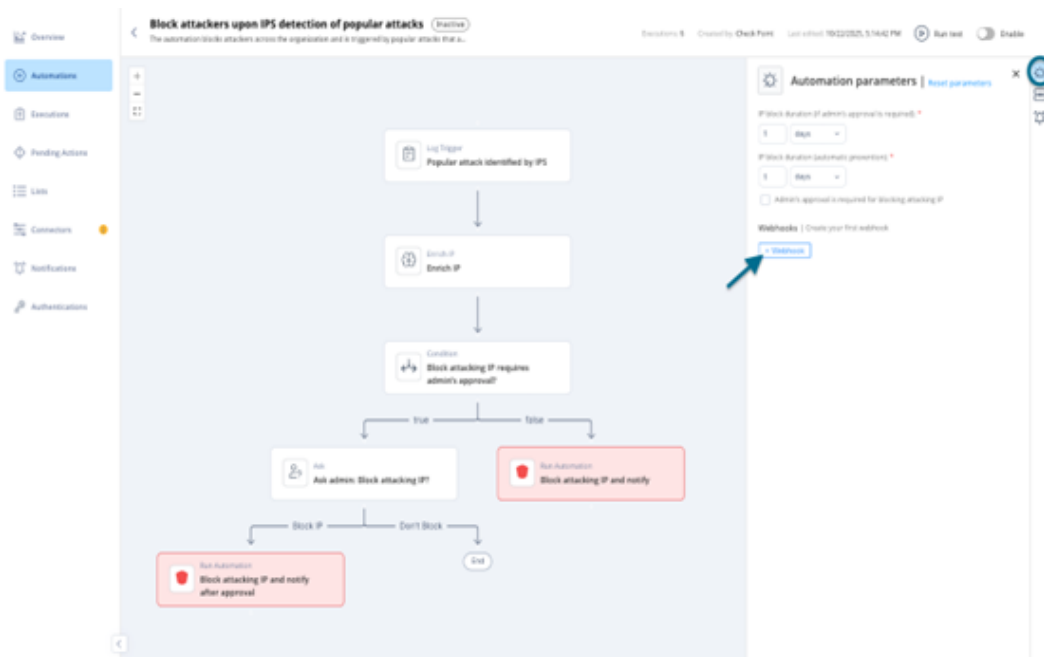 Overview
Automations
Executions
Pending Actions
Lists
Connectors
Notifications
Authentications
Block attackers upon IPS detection of popular attacks
Inactive
The automation blocks attackers across the organization and is triggered by popular attacks that a...
Executions: 6
Created by: Check Point
Last edited: 10/22/2025, 5:14:42 PM
Run test
Enable
Log Trigger
Popular attack identified by IPS
Enrich IP
Enrich IP
Condition
Block attacking IP requires
admin's approval?
true
false
Ask
Ask admin: Block attacking IP?
Run Automation
Block attacking IP and notify
Block IP
Don't Block
Run Automation
Block attacking IP and notify
after approval
End
Automation parameters | Reset parameters
IP block duration (if admin's approval is required) *
1 days
IP block duration (automatic prevention) *
1 days
Admin's approval is required for blocking attacking IP
Webhooks | Create your first webhook
+ Webhook